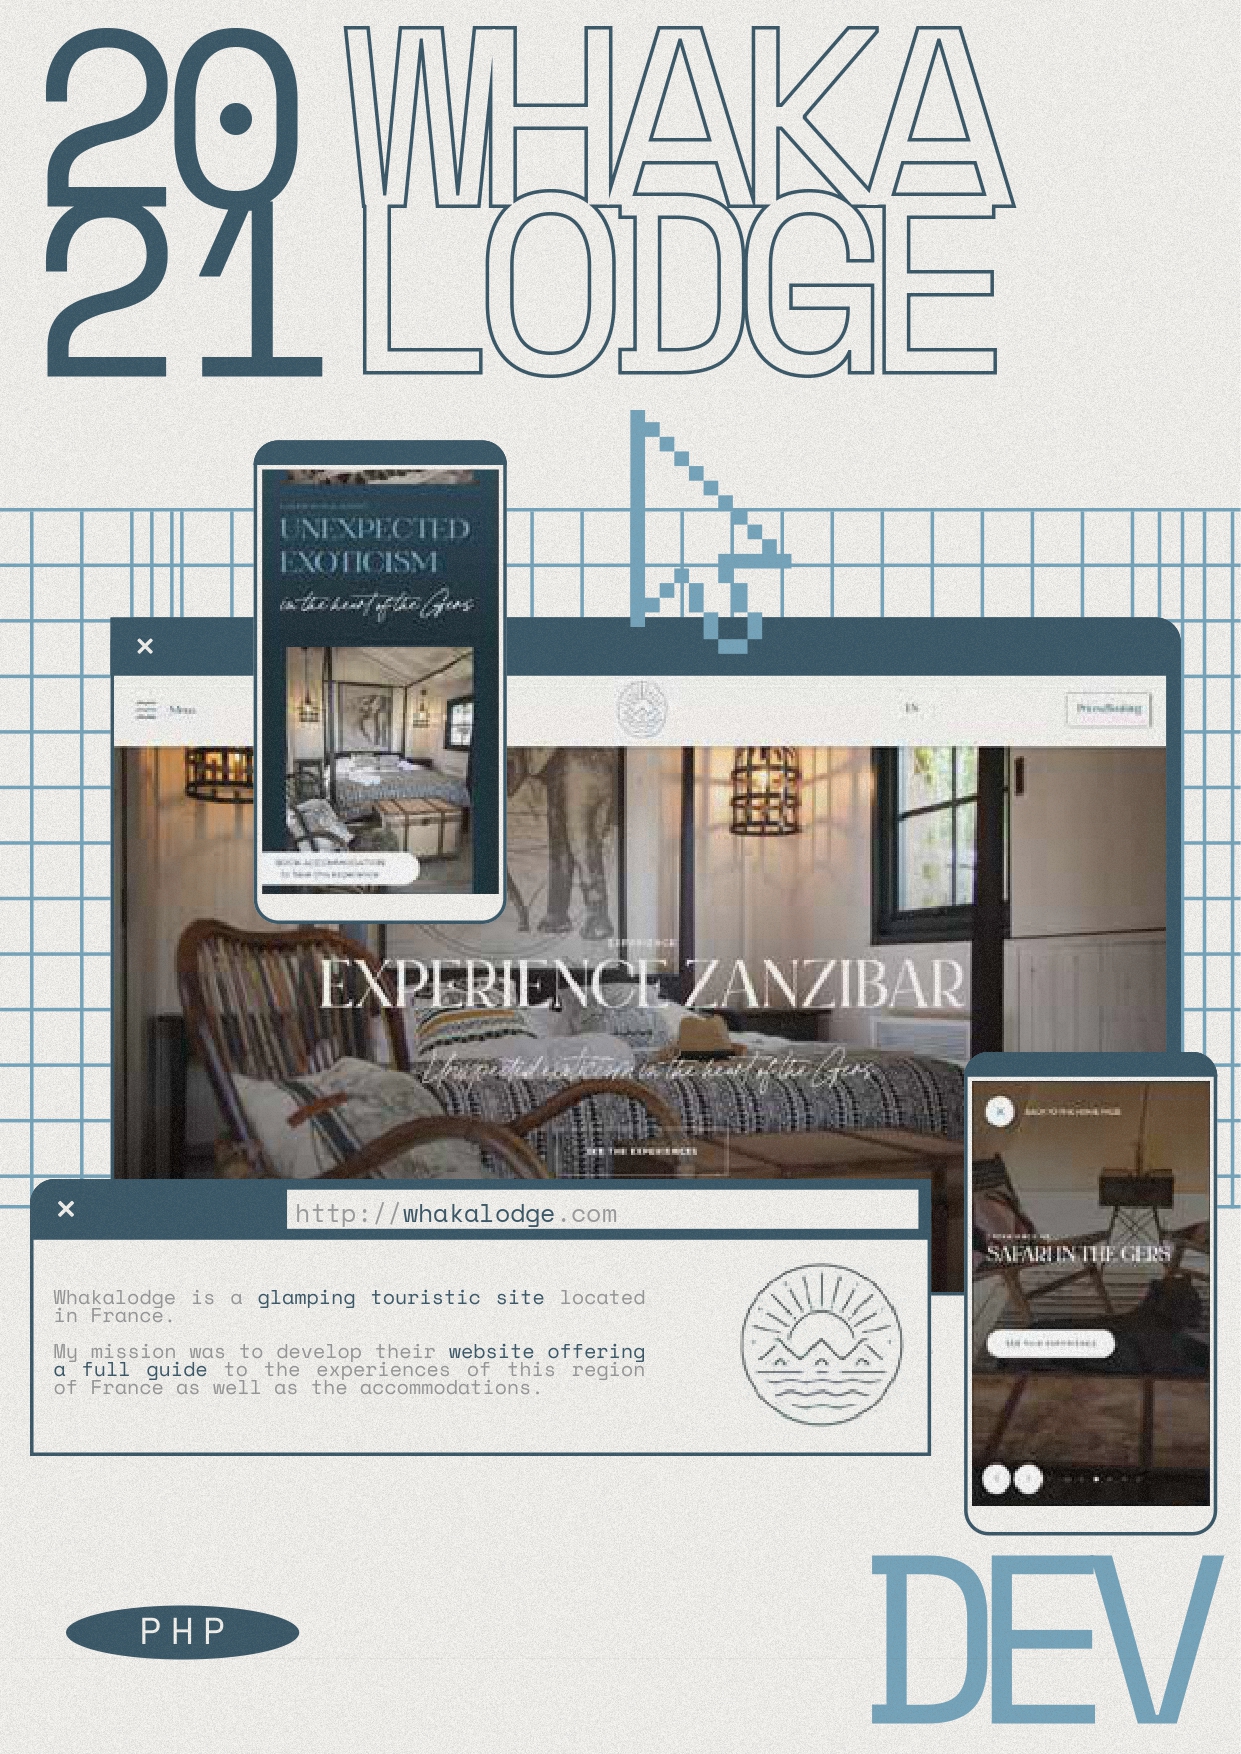 20
21
WHAKA
LODGE
UNEXPECTED
EXOTICISM
in the heart of the Gers
BOOK ACCOMMODATION
to have this experience
Menu
EN
EXPERIENCE
EXPERIENCE ZANZIBAR
Unexpected exoticism in the heart of the Gers
SEE THE EXPERIENCES
BACK TO THE HOME PAGE
SAFARI IN THE GERS
SEE THIS EXPERIENCE
http://whakalodge.com
Whakalodge is a glamping touristic site located
in France.
My mission was to develop their website offering
a full guide to the experiences of this region
of France as well as the accommodations.
PHP
DEV